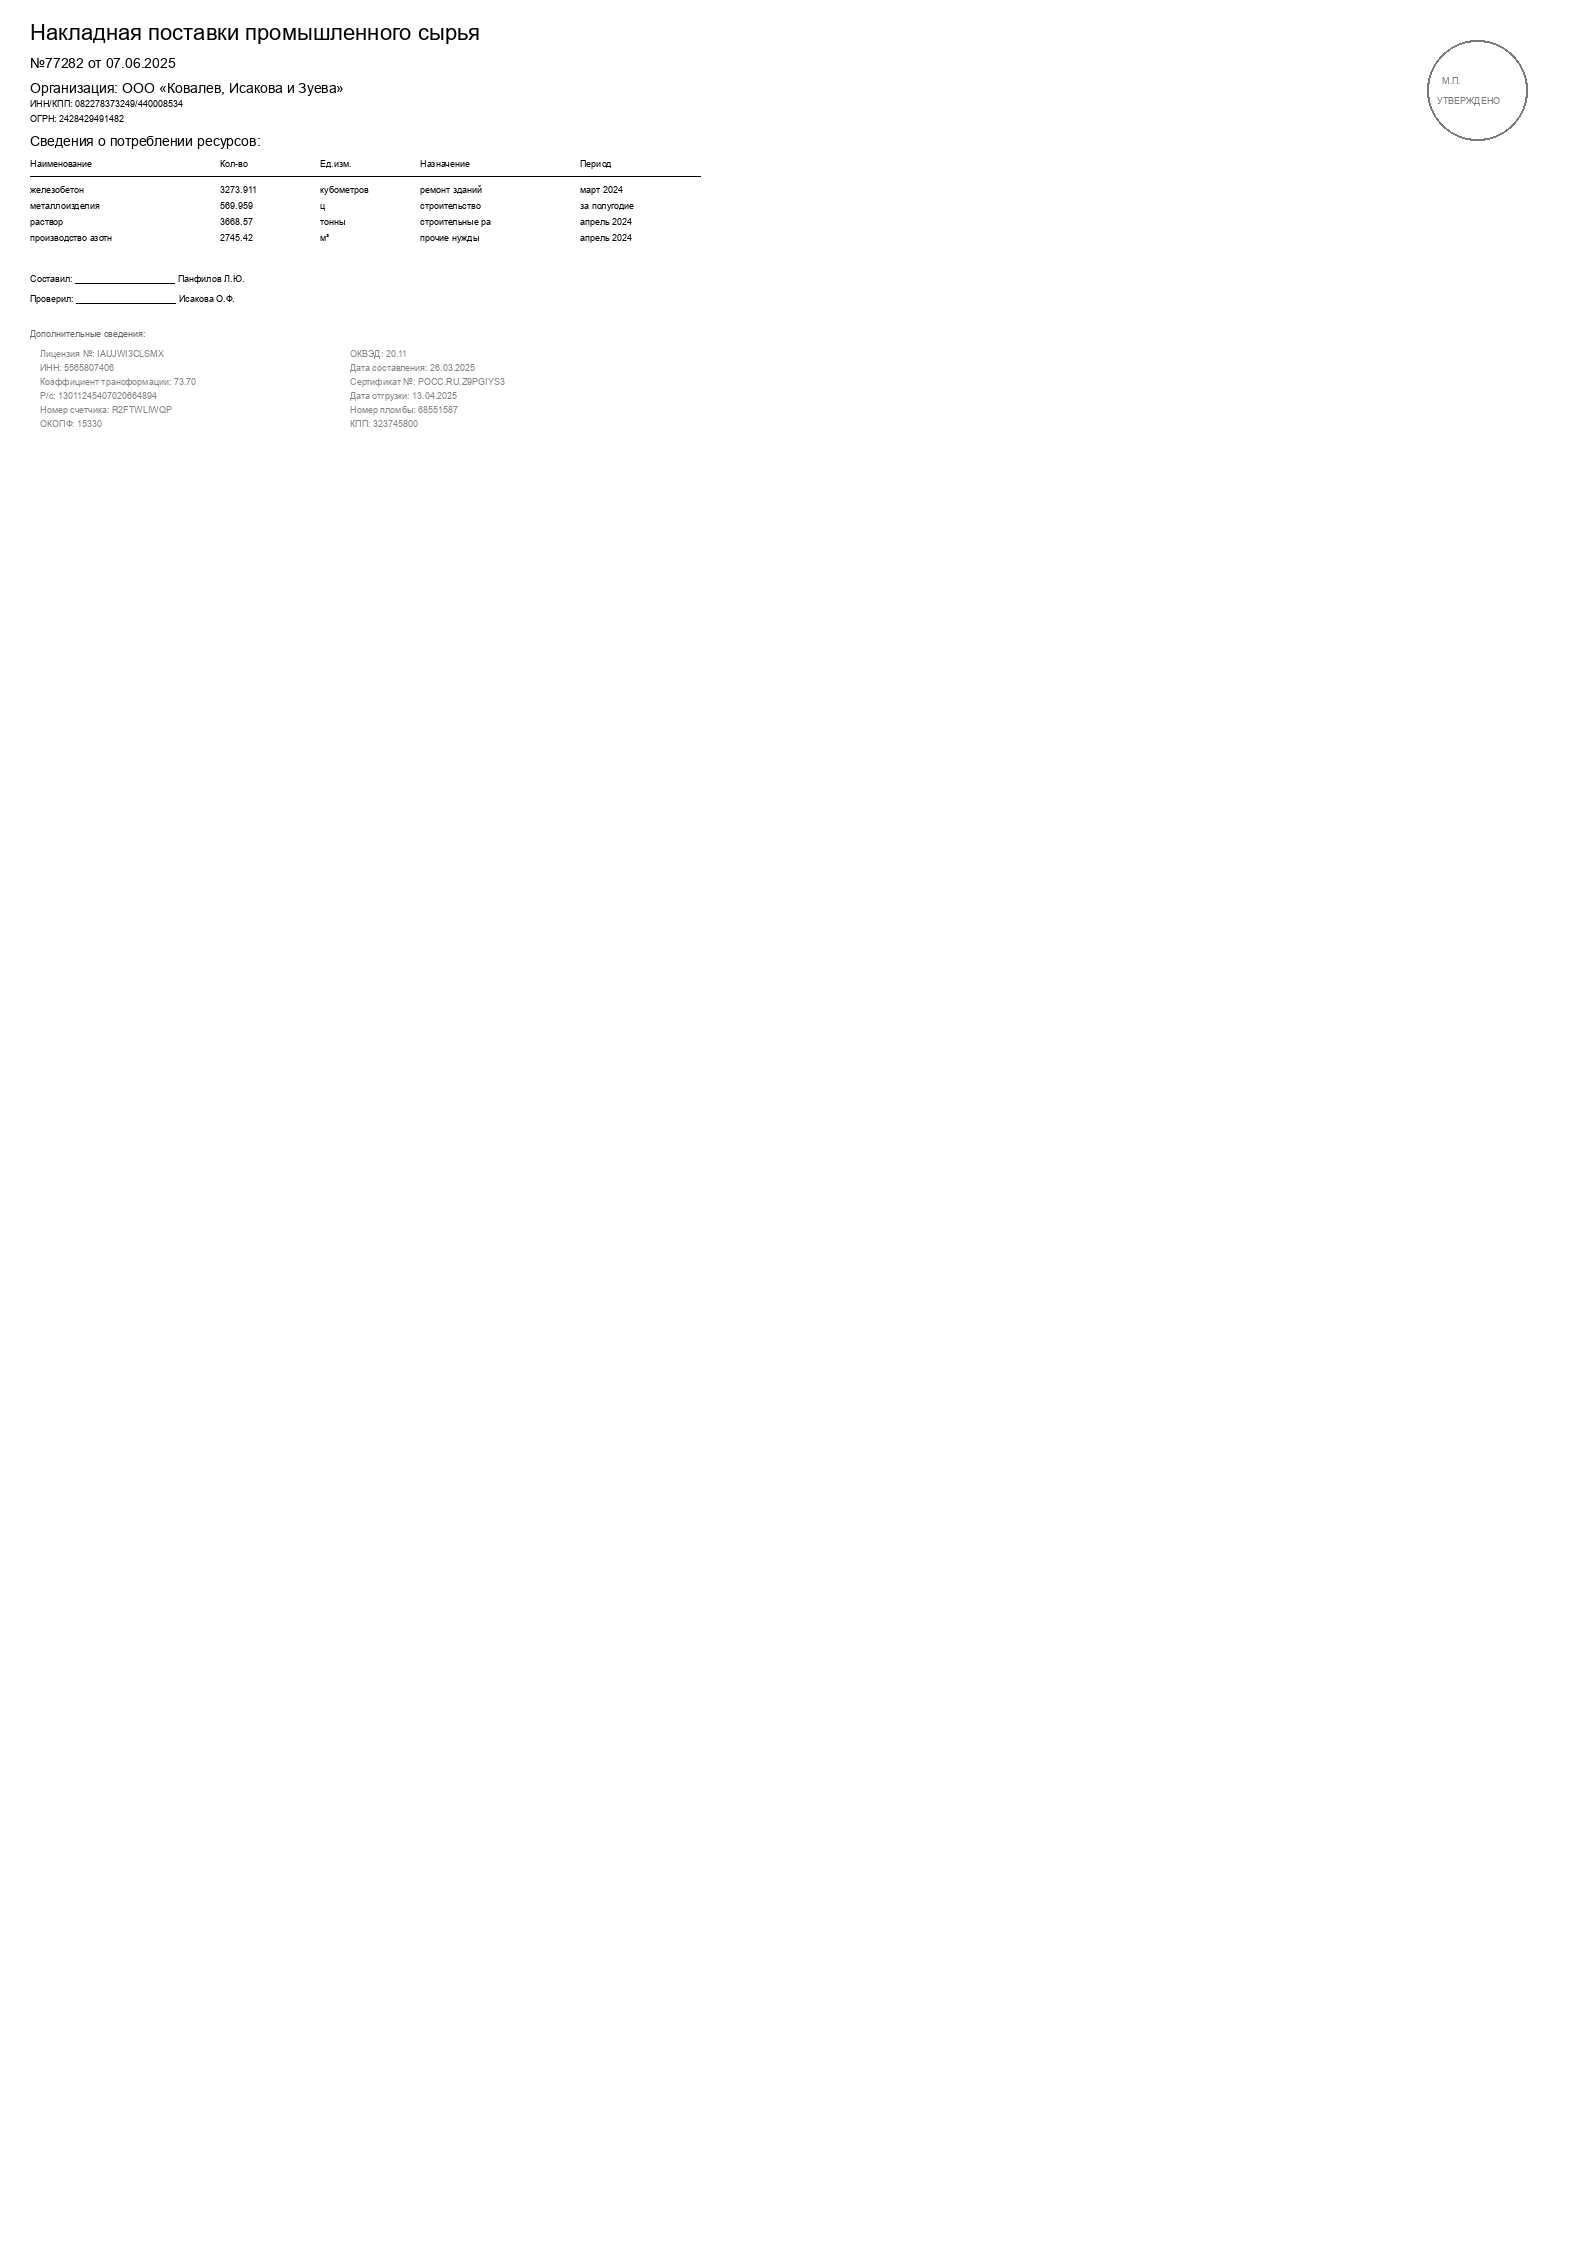 Накладная поставки промышленного сырья
№77282 от 07.06.2025
М.П.
УТВЕРЖДЕНО
Организация: ООО «Ковалев, Исакова и Зуева»
ИНН/КПП: 082278373249/440008534
ОГРН: 2428429491482
Сведения о потреблении ресурсов:
Наименование Кол-во Ед.изм. Назначение Период
железобетон 3273.911 кубометров ремонт зданий март 2024
металлоизделия 569.959 ц строительство за полугодие
раствор 3668.57 тонны строительные ра апрель 2024
производство азотн 2745.42 м³ прочие нужды апрель 2024
Составил: ____________________ Панфилов Л.Ю.
Проверил: ____________________ Исакова О.Ф.
Дополнительные сведения:
Лицензия №: IAUJWI3CLSMX ОКВЭД: 20.11
ИНН: 5565807406 Дата составления: 26.03.2025
Коэффициент трансформации: 73.70 Сертификат №: РОСС.RU.Z9PGIYS3
Р/с: 13011245407020664894 Дата отгрузки: 13.04.2025
Номер счетчика: R2FTWLIWQP Номер пломбы: 68551587
ОКОПФ: 15330 КПП: 323745800